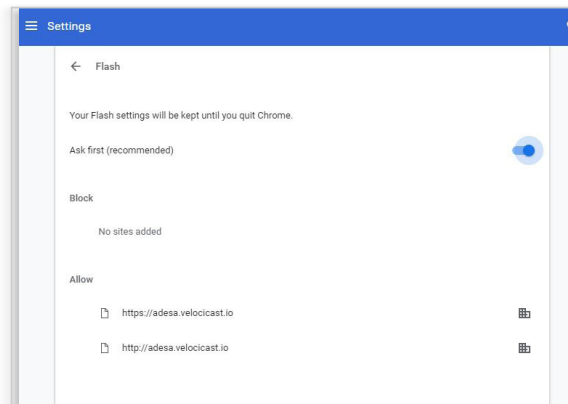 Settings
Flash
Your Flash settings will be kept until you quit Chrome.
Ask first (recommended)
Block
No sites added
Allow
https://adesa.velocicast.io
http://adesa.velocicast.io